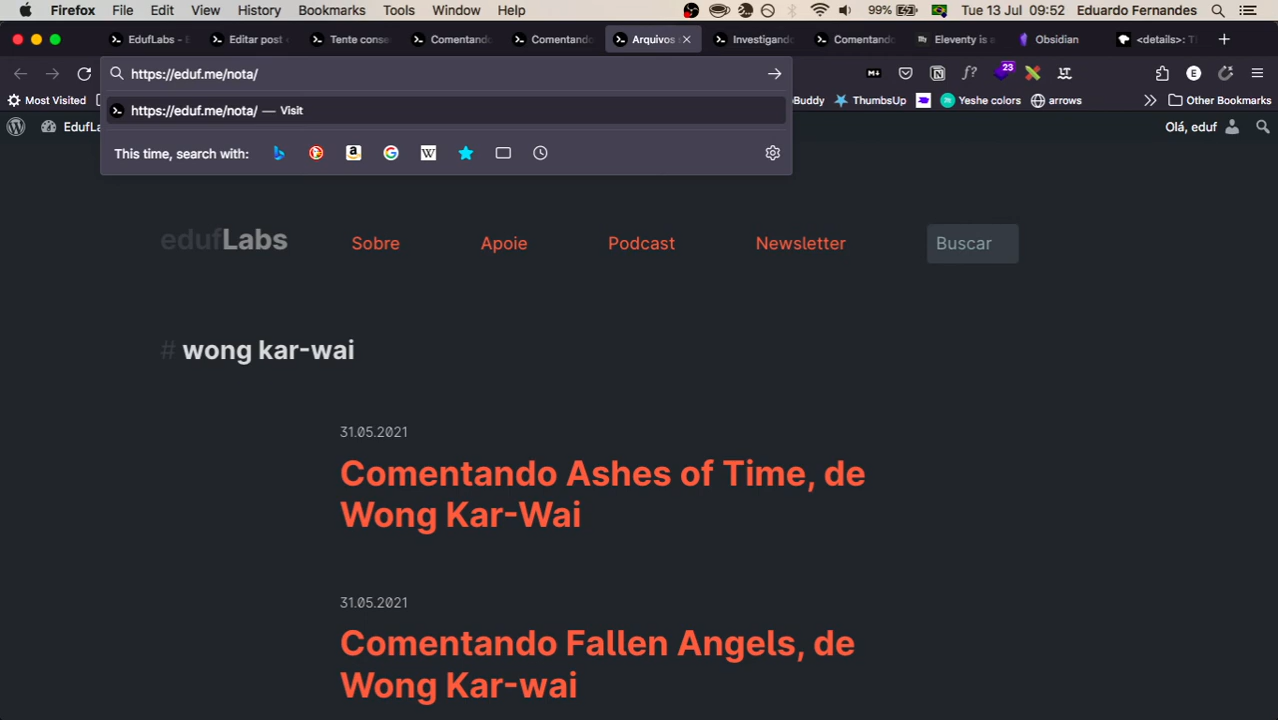 Firefox File Edit View History Bookmarks Tools Window Help 99% Tue 13 Jul 09:52 Eduardo Fernandes
EdufLabs - E Editar post Tente conse Comentando Comentando Arquivos Investigando Comentando Eleventy is a Obsidian <details>: T
https://eduf.me/nota/
23
https://eduf.me/nota/ — Visit
Most Visited Buddy ThumbsUp Yeshe colors arrows Other Bookmarks
EdufLa Olá, eduf
This time, search with:
edufLabs Sobre Apoie Podcast Newsletter Buscar
# wong kar-wai
31.05.2021
Comentando Ashes of Time, de
Wong Kar-Wai
31.05.2021
Comentando Fallen Angels, de
Wong Kar-wai